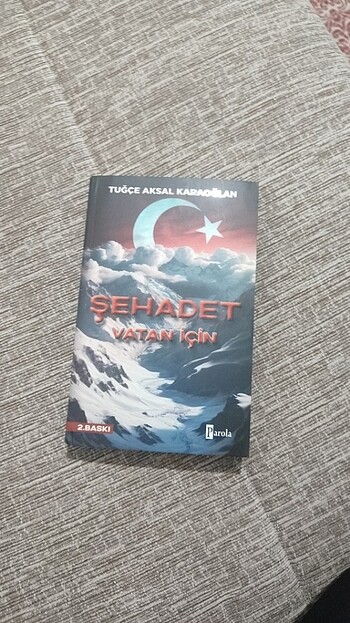 TUĞÇE AKSAL KARAOĞLAN
ŞEHADET
VATAN İÇİN
2.BASKI
Parola